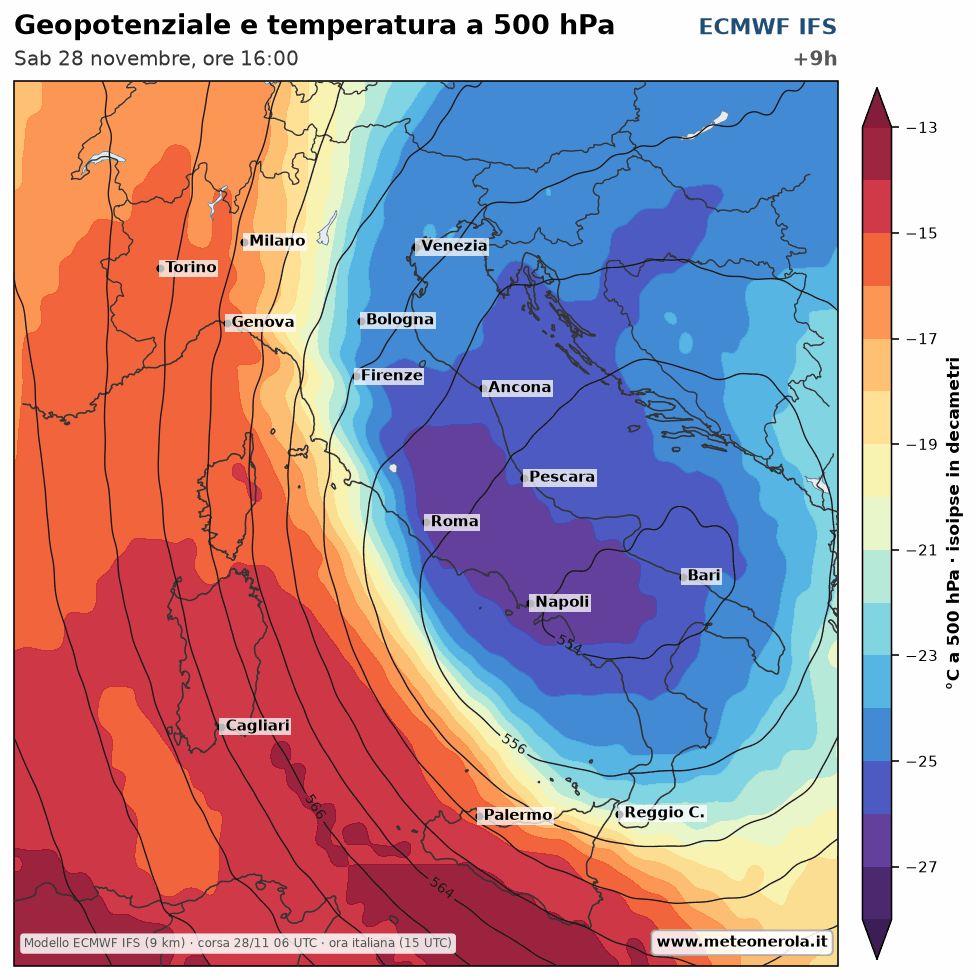 Geopotenziale e temperatura a 500 hPa
ECMWF IFS
Sab 28 novembre, ore 16:00
+9h
Milano
Venezia
Torino
Genova
Bologna
Firenze
Ancona
Pescara
Roma
Bari
Napoli
554
Cagliari
556
566
Palermo
Reggio C.
564
−13
−15
−17
−19
−21
−23
−25
−27
°C a 500 hPa · isoipse in decametri
Modello ECMWF IFS (9 km) · corsa 28/11 06 UTC · ora italiana (15 UTC)
www.meteonerola.it